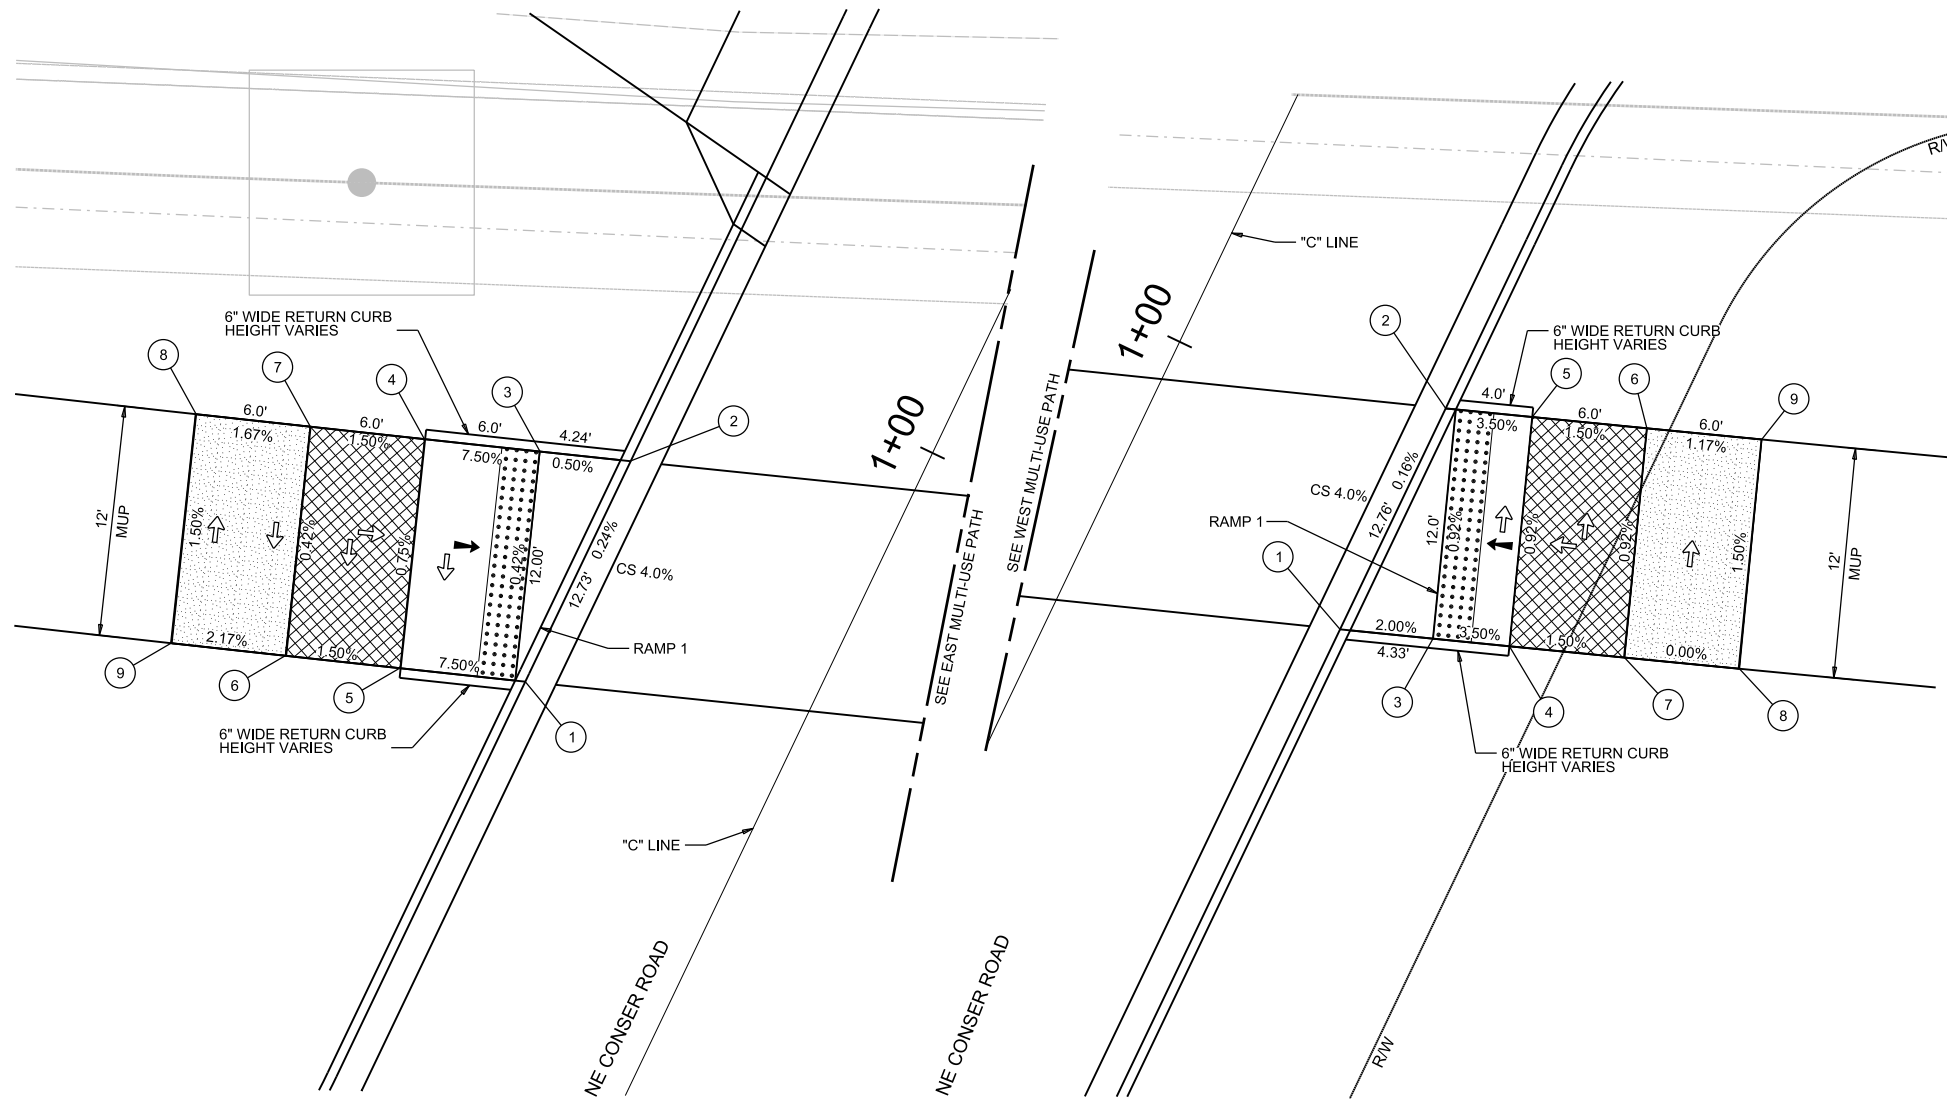 6" WIDE RETURN CURB
HEIGHT VARIES
8
7
4
3
2
6.0'
1.67%
6.0'
1.50%
6.0'
4.24'
7.50%
0.50%
12'
MUP
1.50%
0.42%
0.75%
0.42%
12.00'
12.73'
0.24%
CS 4.0%
2.17%
1.50%
7.50%
RAMP 1
9
6
5
1
6" WIDE RETURN CURB
HEIGHT VARIES
1+00
"C" LINE
NE CONSER ROAD
SEE EAST MULTI-USE PATH
SEE WEST MULTI-USE PATH
NE CONSER ROAD
"C" LINE
1+00
2
6" WIDE RETURN CURB
HEIGHT VARIES
5
6
9
4.0'
3.50%
6.0'
1.50%
6.0'
1.17%
CS 4.0%
RAMP 1
12.76'
0.16%
12.0'
0.92%
0.92%
0.92%
1.50%
12'
MUP
1
2.00%
3.50%
1.50%
0.00%
4.33'
3
4
7
8
6" WIDE RETURN CURB
HEIGHT VARIES
R/W